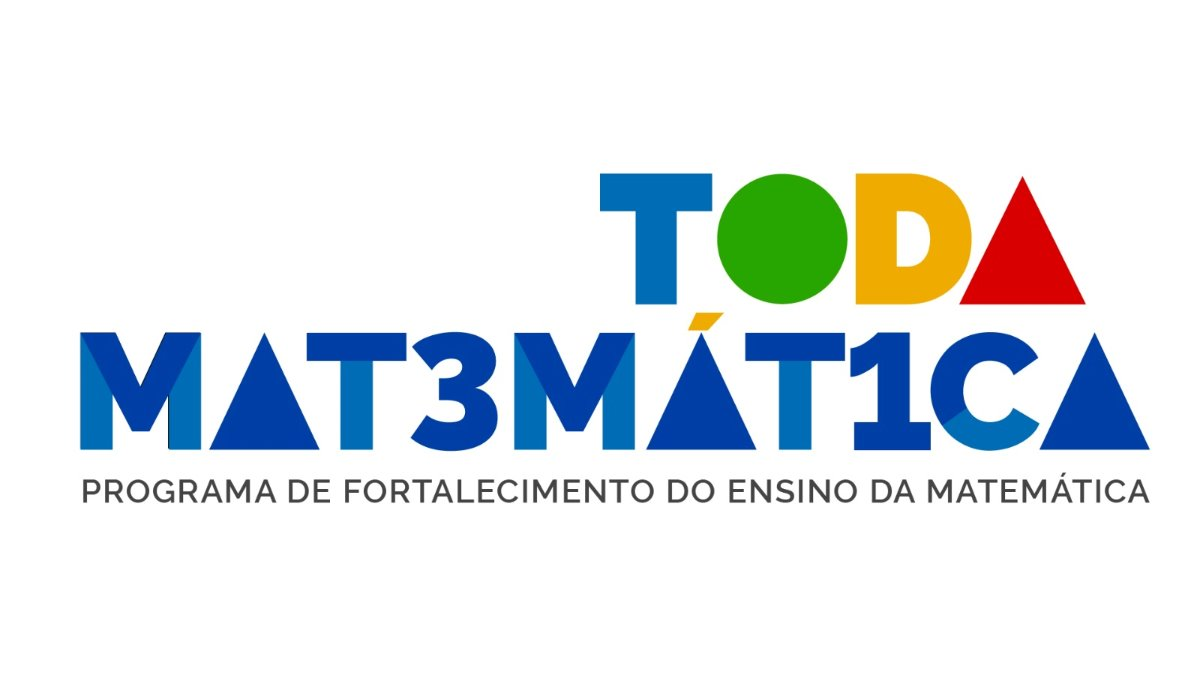 TODA
MAT3MÁT1CA
PROGRAMA DE FORTALECIMENTO DO ENSINO DA MATEMÁTICA